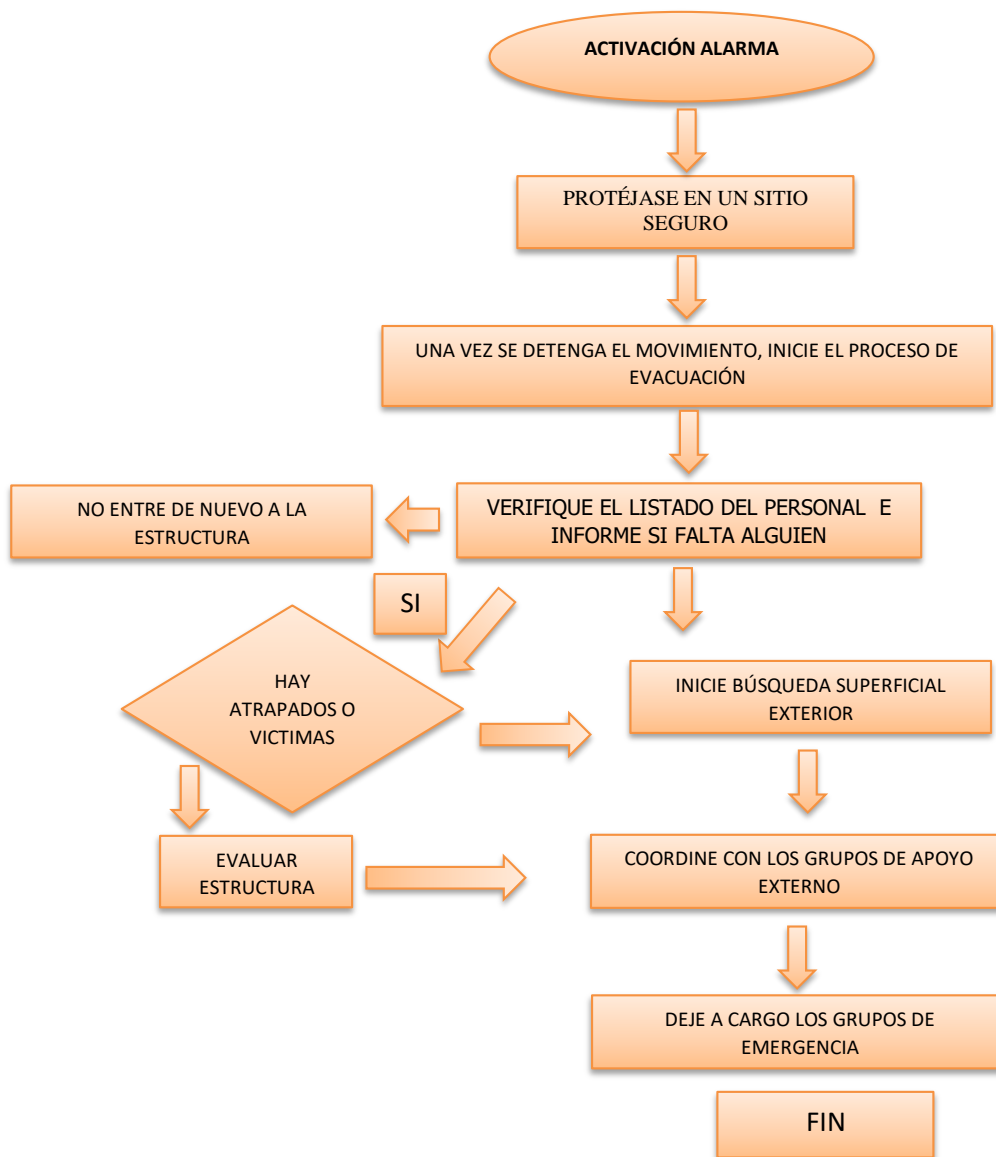 ACTIVACIÓN ALARMA
PROTÉJASE EN UN SITIO
SEGURO
UNA VEZ SE DETENGA EL MOVIMIENTO, INICIE EL PROCESO DE
EVACUACIÓN
NO ENTRE DE NUEVO A LA
ESTRUCTURA
VERIFIQUE EL LISTADO DEL PERSONAL E
INFORME SI FALTA ALGUIEN
SI
HAY
ATRAPADOS O
VICTIMAS
INICIE BÚSQUEDA SUPERFICIAL
EXTERIOR
EVALUAR
ESTRUCTURA
COORDINE CON LOS GRUPOS DE APOYO
EXTERNO
DEJE A CARGO LOS GRUPOS DE
EMERGENCIA
FIN